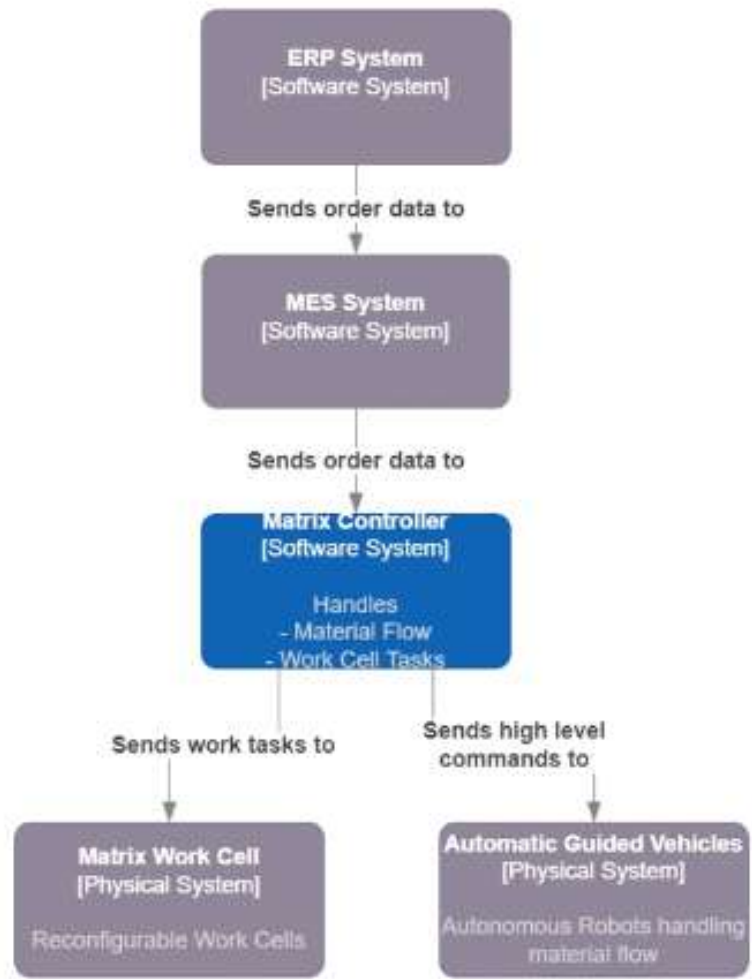 ERP System
[Software System]
Sends order data to
MES System
[Software System]
Sends order data to
Matrix Controller
[Software System]
Handles
- Material Flow
- Work Cell Tasks
Sends work tasks to
Sends high level
commands to
Matrix Work Cell
[Physical System]
Reconfigurable Work Cells
Automatic Guided Vehicles
[Physical System]
Autonomous Robots handling
material flow